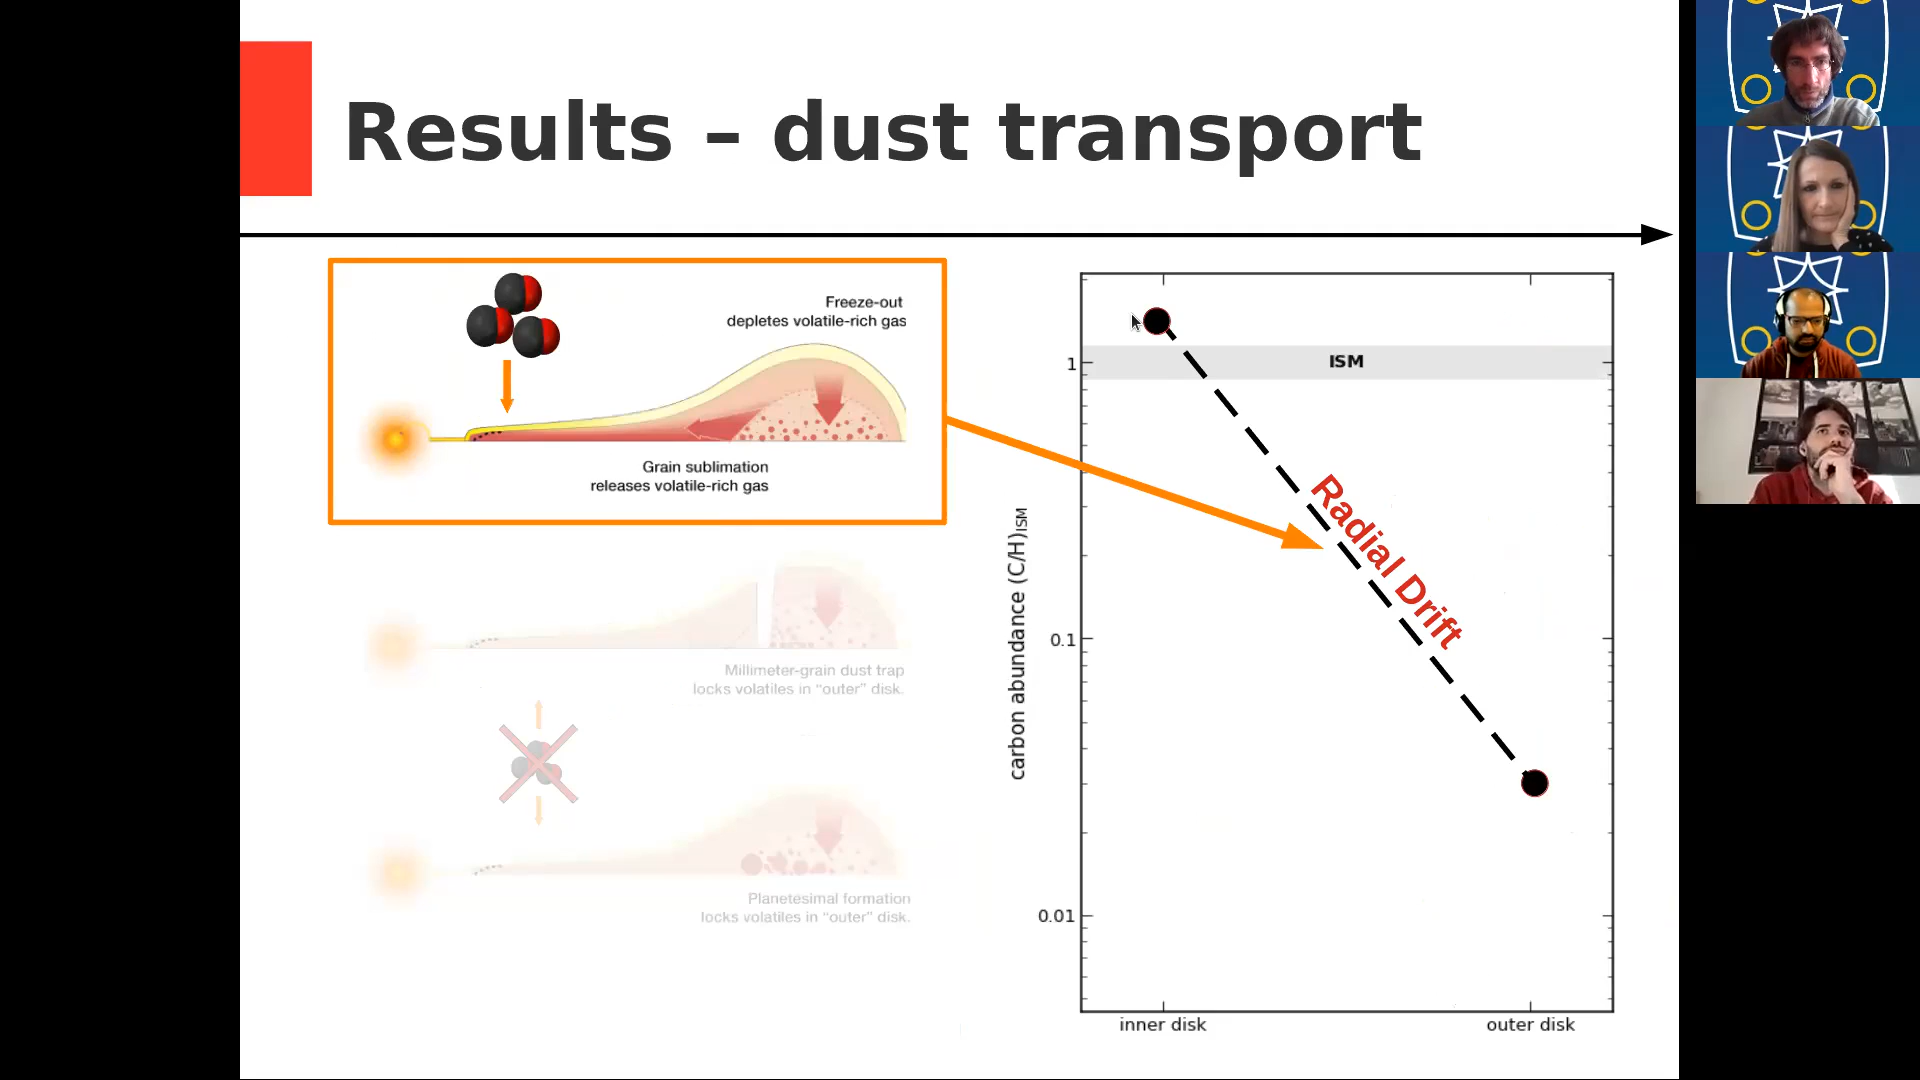 Results – dust transport
Freeze-out
depletes volatile-rich gas
Grain sublimation
releases volatile-rich gas
Millimeter-grain dust trap
locks volatiles in “outer” disk.
Planetesimal formation
locks volatiles in “outer” disk.
carbon abundance (C/H)ISM
1
0.1
0.01
ISM
Radial Drift
inner disk
outer disk